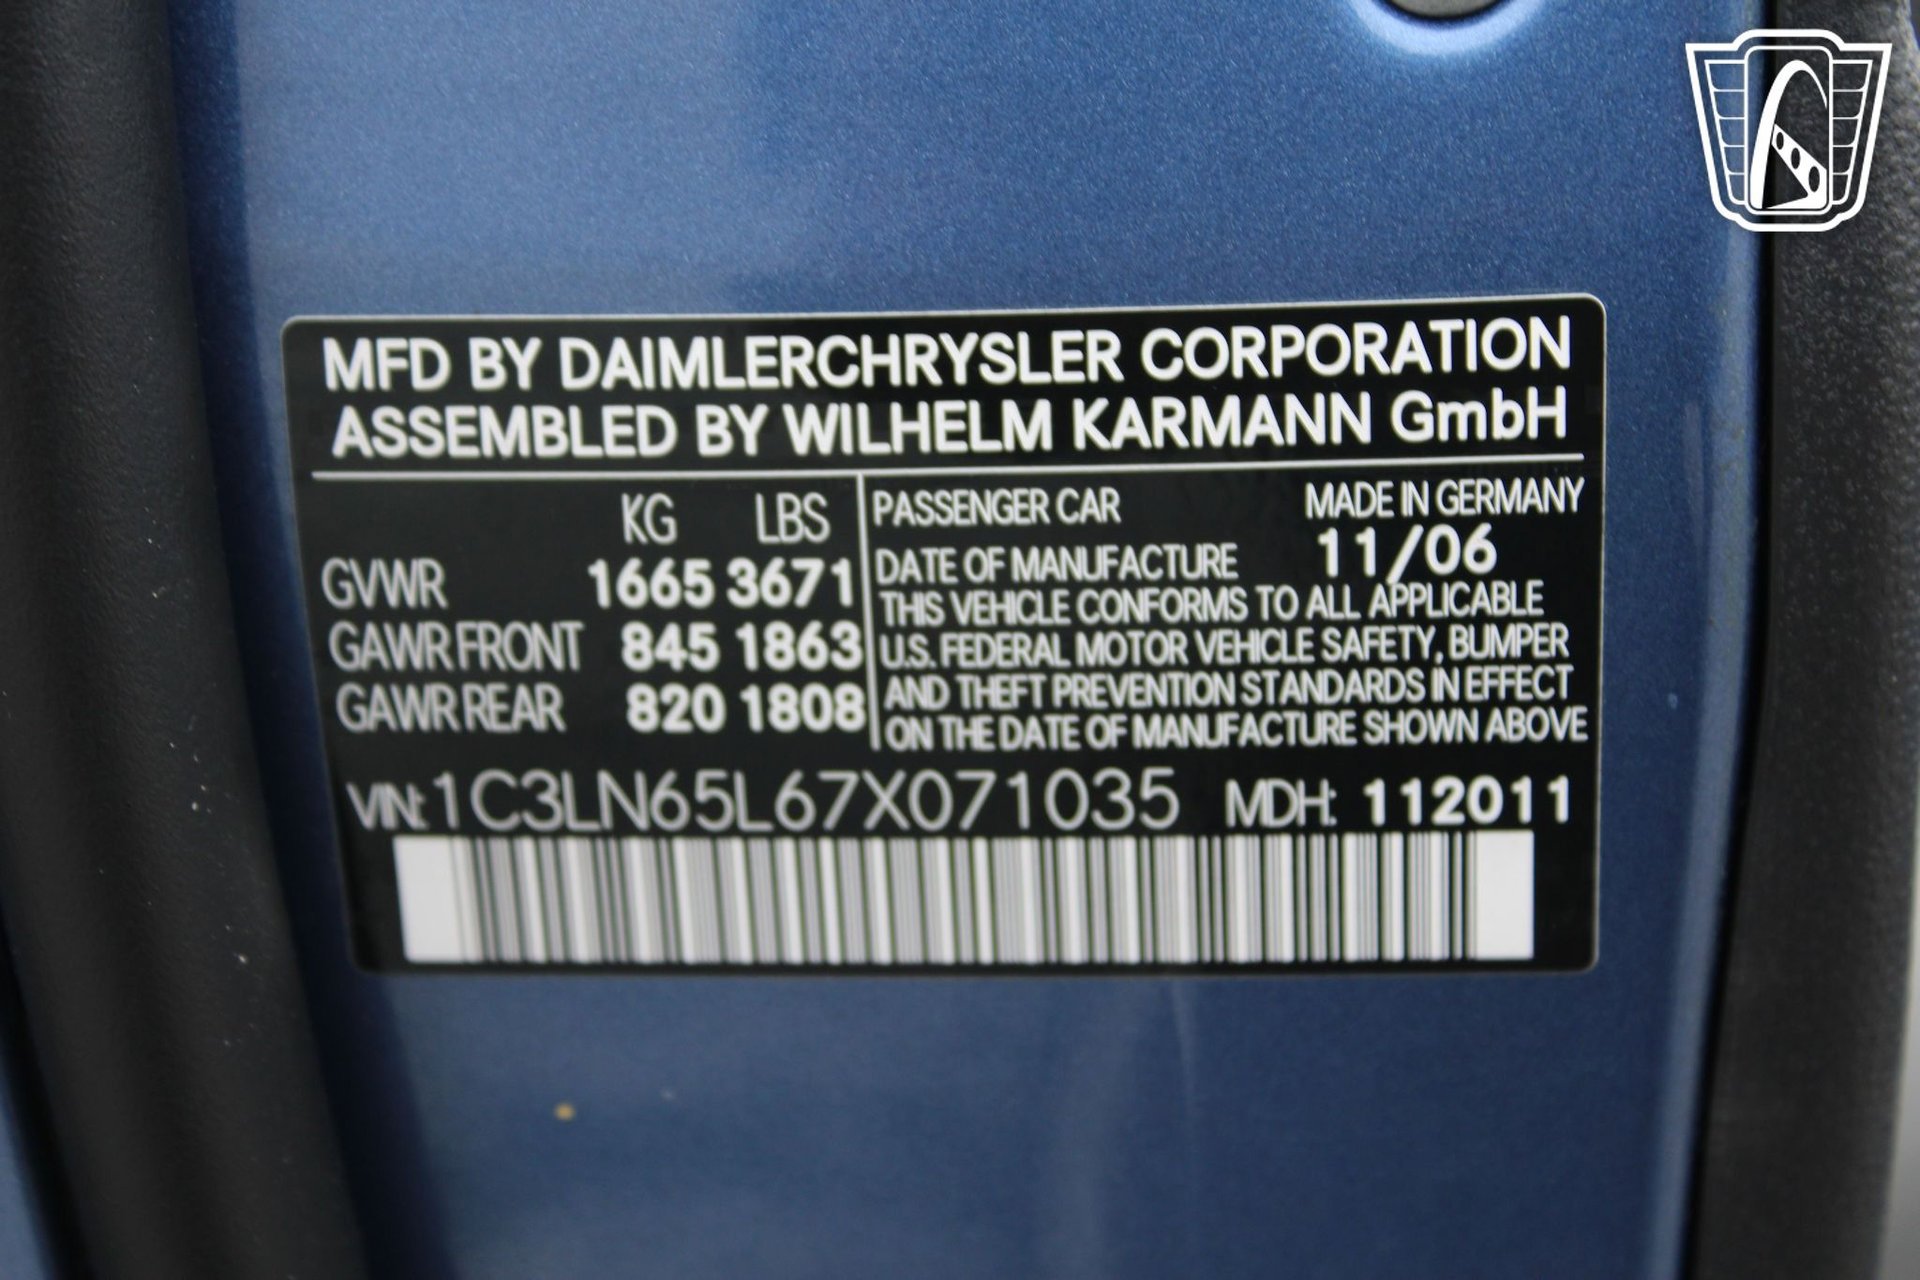 MFD BY DAIMLERCHRYSLER CORPORATION
ASSEMBLED BY WILHELM KARMANN GmbH
KG LBS
GVWR 1665 3671
GAWR FRONT 845 1863
GAWR REAR 820 1808
PASSENGER CAR MADE IN GERMANY
DATE OF MANUFACTURE 11/06
THIS VEHICLE CONFORMS TO ALL APPLICABLE
U.S. FEDERAL MOTOR VEHICLE SAFETY, BUMPER
AND THEFT PREVENTION STANDARDS IN EFFECT
ON THE DATE OF MANUFACTURE SHOWN ABOVE
VIN: 1C3LN65L67X071035 MDH: 112011